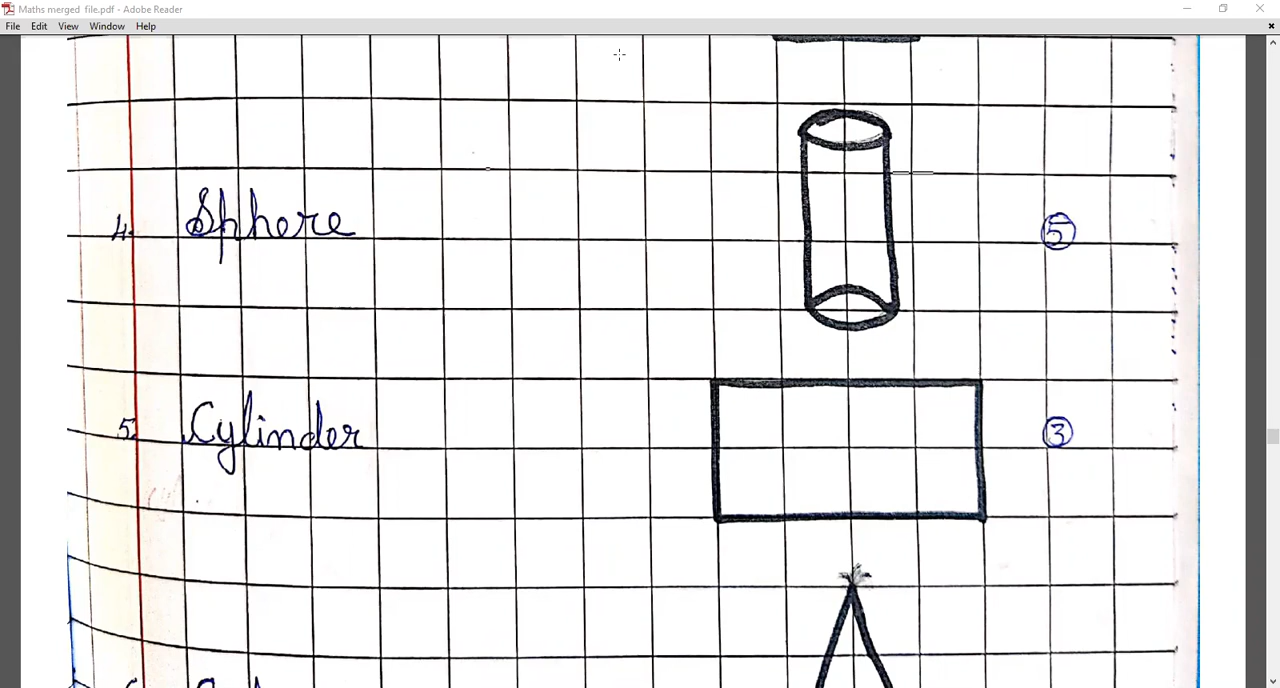 Maths merged file.pdf - Adobe Reader
File Edit View Window Help
4. Sphere 5
5. Cylinder 3